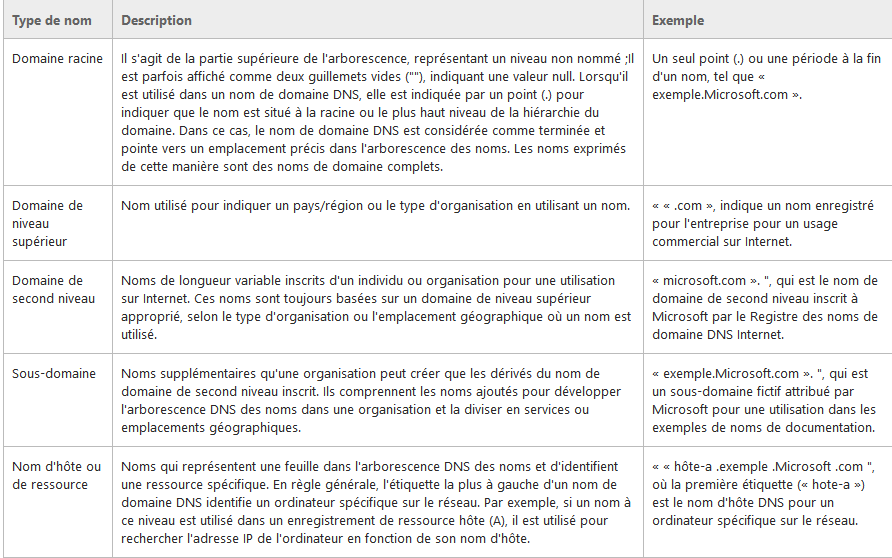 Type de nom
Description
Exemple
Domaine racine
Il s'agit de la partie supérieure de l'arborescence, représentant un niveau non nommé ;Il
est parfois affiché comme deux guillemets vides (""), indiquant une valeur null. Lorsqu'il
est utilisé dans un nom de domaine DNS, elle est indiquée par un point (.) pour
indiquer que le nom est situé à la racine ou le plus haut niveau de la hiérarchie du
domaine. Dans ce cas, le nom de domaine DNS est considérée comme terminée et
pointe vers un emplacement précis dans l'arborescence des noms. Les noms exprimés
de cette manière sont des noms de domaine complets.
Un seul point (.) ou une période à la fin
d'un nom, tel que «
exemple.Microsoft.com ».
Domaine de
niveau
supérieur
Nom utilisé pour indiquer un pays/région ou le type d'organisation en utilisant un nom.
« « .com », indique un nom enregistré
pour l'entreprise pour un usage
commercial sur Internet.
Domaine de
second niveau
Noms de longueur variable inscrits d'un individu ou organisation pour une utilisation
sur Internet. Ces noms sont toujours basées sur un domaine de niveau supérieur
approprié, selon le type d'organisation ou l'emplacement géographique où un nom est
utilisé.
« microsoft.com ». ", qui est le nom de
domaine de second niveau inscrit à
Microsoft par le Registre des noms de
domaine DNS Internet.
Sous-domaine
Noms supplémentaires qu'une organisation peut créer que les dérivés du nom de
domaine de second niveau inscrit. Ils comprennent les noms ajoutés pour développer
l'arborescence DNS des noms dans une organisation et la diviser en services ou
emplacements géographiques.
« exemple.Microsoft.com ». ", qui est
un sous-domaine fictif attribué par
Microsoft pour une utilisation dans les
exemples de noms de documentation.
Nom d'hôte ou
de ressource
Noms qui représentent une feuille dans l'arborescence DNS des noms et d'identifient
une ressource spécifique. En règle générale, l'étiquette la plus à gauche d'un nom de
domaine DNS identifie un ordinateur spécifique sur le réseau. Par exemple, si un nom à
ce niveau est utilisé dans un enregistrement de ressource hôte (A), il est utilisé pour
rechercher l'adresse IP de l'ordinateur en fonction de son nom d'hôte.
« « hôte-a .exemple .Microsoft .com ",
où la première étiquette (« hote-a »)
est le nom d'hôte DNS pour un
ordinateur spécifique sur le réseau.